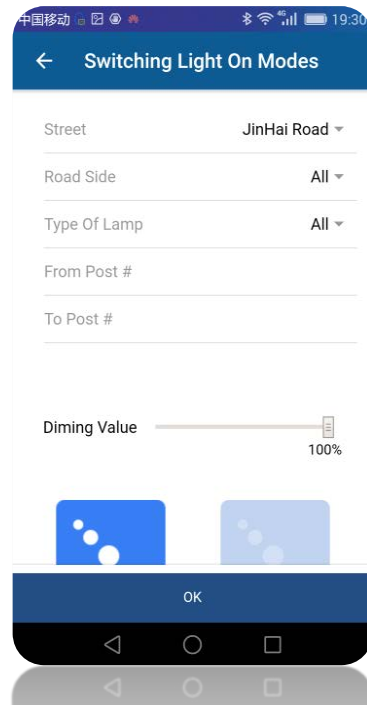 中国移动 4G 19:30
Switching Light On Modes
Street JinHai Road
Road Side All
Type Of Lamp All
From Post #
To Post #
Diming Value
100%
OK